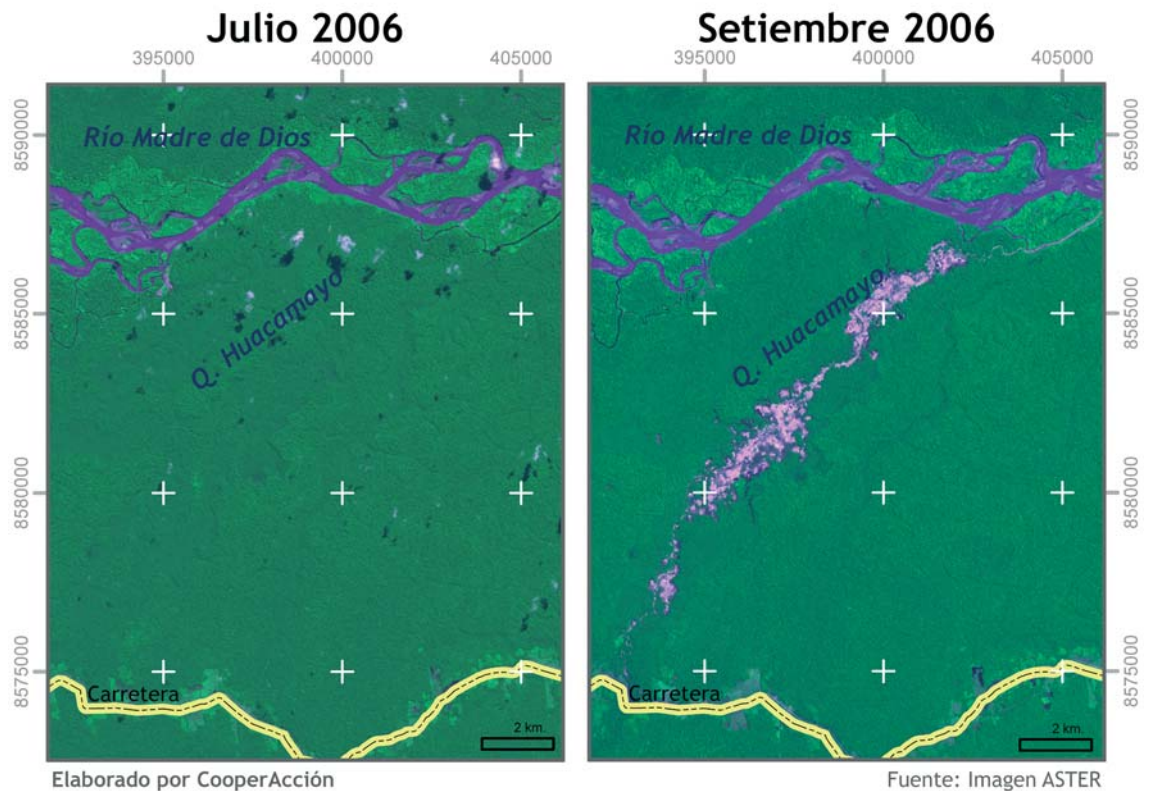 Julio 2006
Setiembre 2006
395000 400000 405000
395000 400000 405000
Río Madre de Dios
Río Madre de Dios
8590000
8590000
Q. Huacamayo
Q. Huacamayo
8585000
8585000
8580000
8580000
8575000
8575000
Carretera
Carretera
2 km.
2 km.
Elaborado por CooperAcción
Fuente: Imagen ASTER